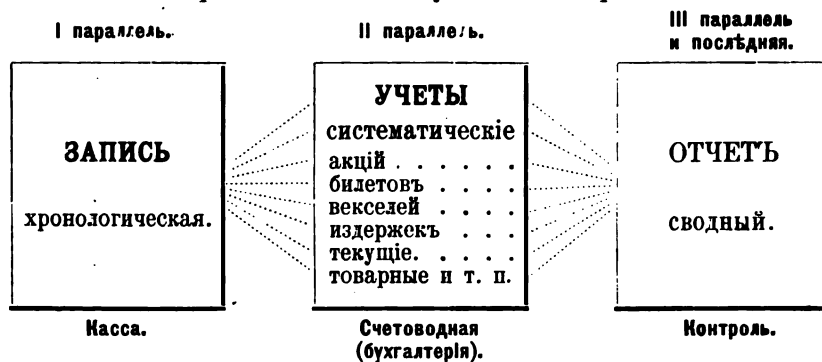 I параллель.
II параллель.
III параллель
и послѣдняя.
ЗАПИСЬ
хронологическая.
УЧЕТЫ
систематическіе
акцій . . . . . .
билетовъ . . . .
векселей . . . .
издержекъ . . .
текущіе. . . . .
товарные и т. п.
ОТЧЕТЪ
сводный.
Касса.
Счетоводная
(бухгалтерія).
Контроль.